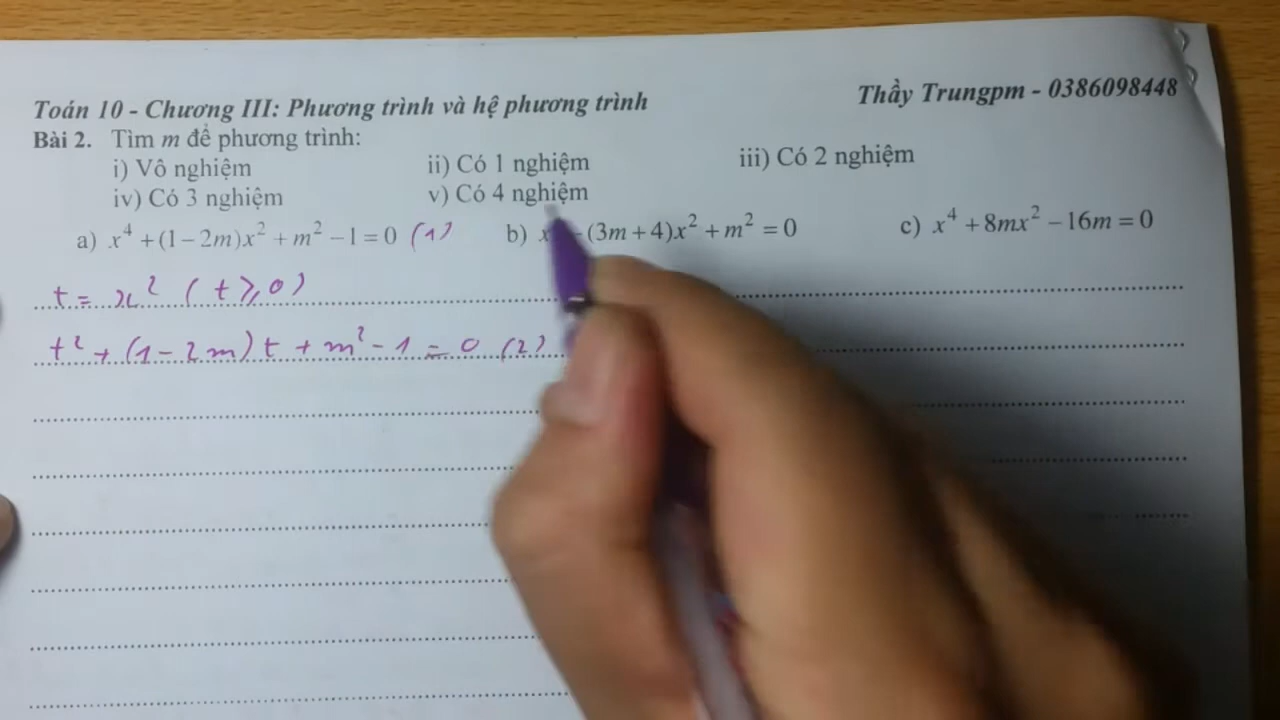 Toán 10 - Chương III: Phương trình và hệ phương trình Thầy Trungpm - 0386098448
Bài 2. Tìm m để phương trình:
i) Vô nghiệm ii) Có 1 nghiệm iii) Có 2 nghiệm
iv) Có 3 nghiệm v) Có 4 nghiệm
a) x⁴ + (1 − 2m)x² + m² − 1 = 0 (1) b) (3m + 4)x² + m² = 0 c) x⁴ + 8mx² − 16m = 0
t = x² (t ≥ 0)
t² + (1 − 2m)t + m² − 1 = 0 (2)